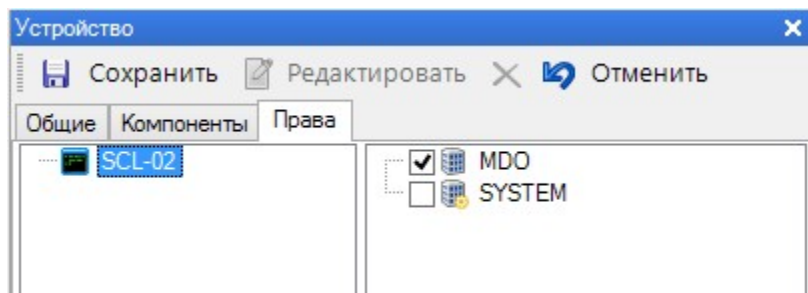 Устройство
Сохранить Редактировать Отменить
Общие Компоненты Права
SCL-02 MDO
SYSTEM